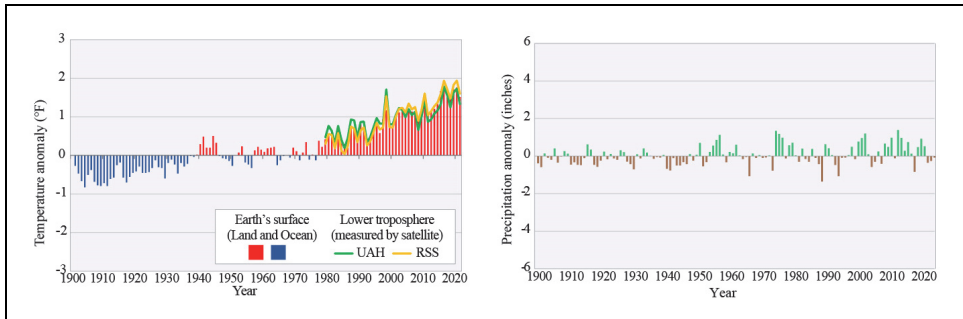 Temperature anomaly (°F)
3
2
1
0
-1
-2
-3
Earth's surface
(Land and Ocean)
Lower troposphere
(measured by satellite)
UAH
RSS
1900 1910 1920 1930 1940 1950 1960 1970 1980 1990 2000 2010 2020
Year
Precipitation anomaly (inches)
6
4
2
0
-2
-4
-6
1900 1910 1920 1930 1940 1950 1960 1970 1980 1990 2000 2010 2020
Year